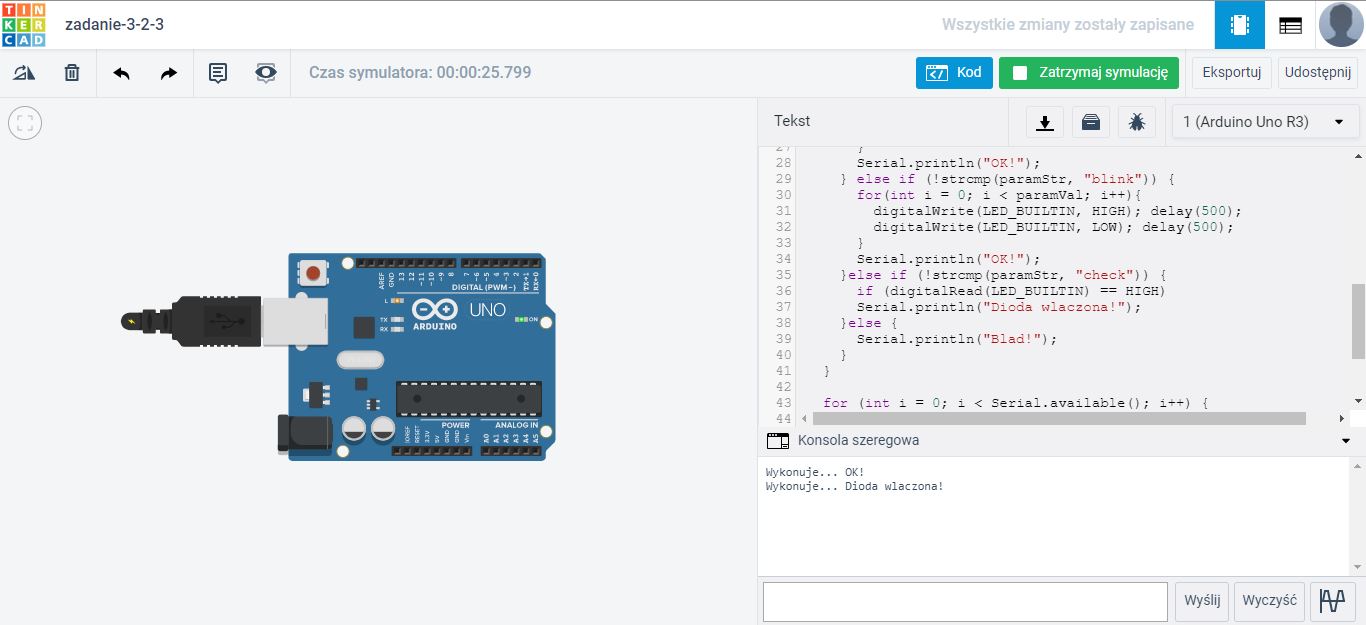 TIN
KER
CAD
zadanie-3-2-3
Wszystkie zmiany zostały zapisane
Czas symulatora: 00:00:25.799
Kod
Zatrzymaj symulację
Eksportuj
Udostępnij
Tekst
1 (Arduino Uno R3)
27 }
28 Serial.println("OK!");
29 } else if (!strcmp(paramStr, "blink")) {
30 for(int i = 0; i < paramVal; i++){
31 digitalWrite(LED_BUILTIN, HIGH); delay(500);
32 digitalWrite(LED_BUILTIN, LOW); delay(500);
33 }
34 Serial.println("OK!");
35 }else if (!strcmp(paramStr, "check")) {
36 if (digitalRead(LED_BUILTIN) == HIGH)
37 Serial.println("Dioda wlaczona!");
38 }else {
39 Serial.println("Blad!");
40 }
41 }
42
43 for (int i = 0; i < Serial.available(); i++) {
44
AREF
GND
13
12
~11
~10
~9
8
7
~6
~5
4
~3
2
TX→1
RX←0
DIGITAL (PWM~)
L
TX
RX
UNO
ARDUINO
ON
POWER
ANALOG IN
IOREF
RESET
3.3V
5V
GND
GND
Vin
A0
A1
A2
A3
A4
A5
Konsola szeregowa
Wykonuje... OK!
Wykonuje... Dioda wlaczona!
Wyślij
Wyczyść